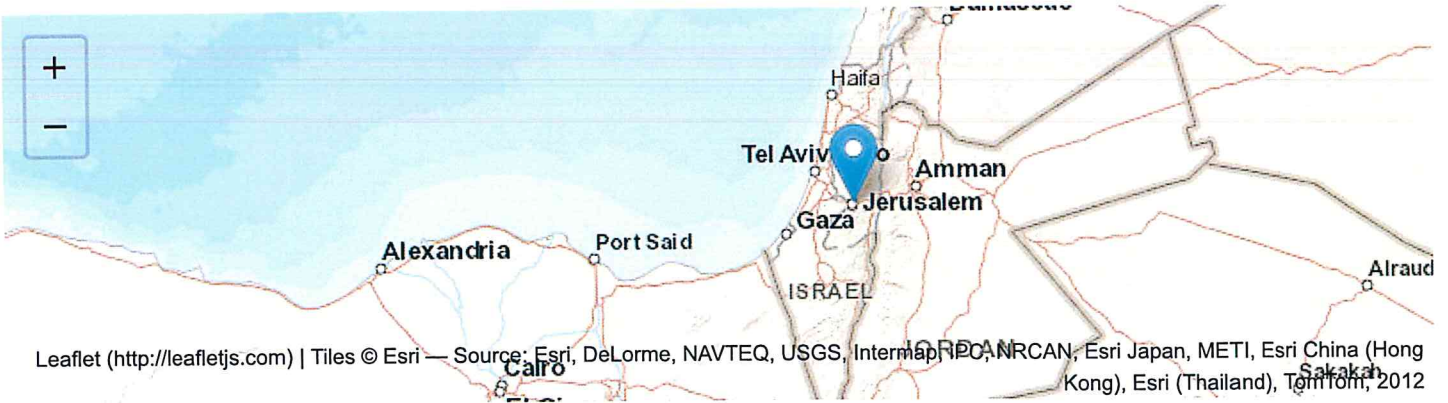 Damascus
+
Haifa
−
Tel Aviv
o
Amman
Jerusalem
Gaza
Alexandria
Port Said
Alraud
ISRAEL
JORDAN
Leaflet (http://leafletjs.com) | Tiles © Esri — Source: Esri, DeLorme, NAVTEQ, USGS, Intermap, iPC, NRCAN, Esri Japan, METI, Esri China (Hong
Kong), Esri (Thailand), TomTom, 2012
Cairo
Sakakah